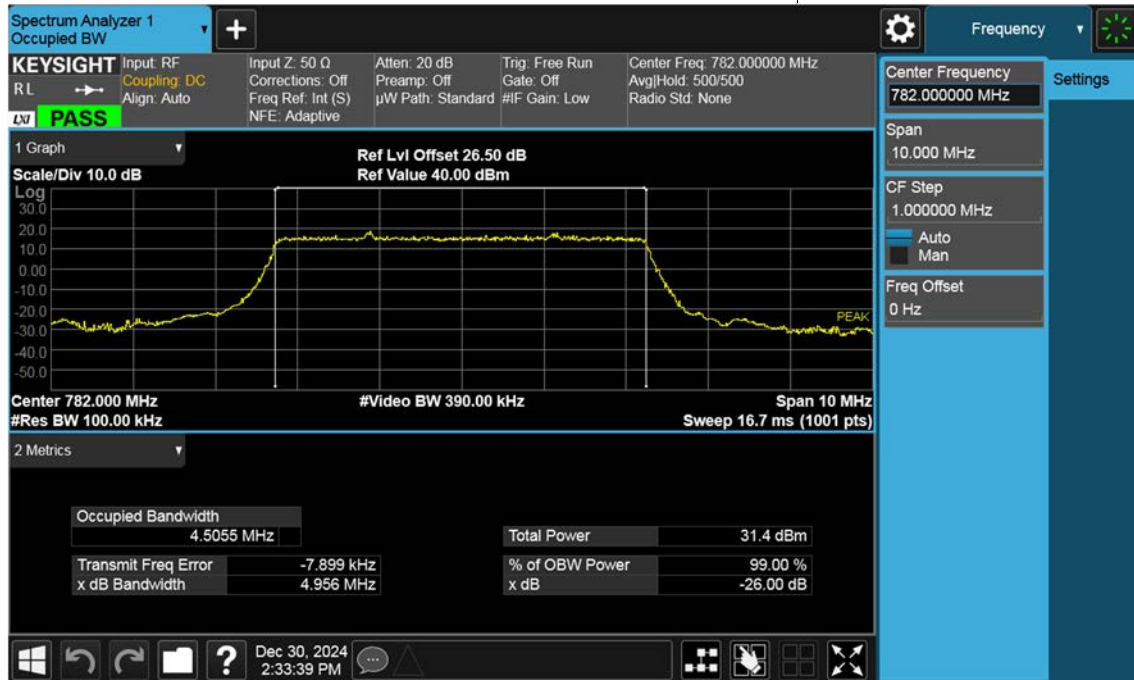 Spectrum Analyzer 1
Occupied BW
Frequency
KEYSIGHT
R L
LXI PASS
Input: RF
Coupling: DC
Align: Auto
Input Z: 50 Ω
Corrections: Off
Freq Ref: Int (S)
NFE: Adaptive
Atten: 20 dB
Preamp: Off
µW Path: Standard
Trig: Free Run
Gate: Off
#IF Gain: Low
Center Freq: 782.000000 MHz
Avg|Hold: 500/500
Radio Std: None
Center Frequency
782.000000 MHz
Settings
Span
10.000 MHz
CF Step
1.000000 MHz
Auto
Man
Freq Offset
0 Hz
1 Graph
Scale/Div 10.0 dB
Ref Lvl Offset 26.50 dB
Ref Value 40.00 dBm
Log
30.0
20.0
10.0
0.00
-10.0
-20.0
-30.0
-40.0
-50.0
PEAK
Center 782.000 MHz
#Video BW 390.00 kHz
Span 10 MHz
#Res BW 100.00 kHz
Sweep 16.7 ms (1001 pts)
2 Metrics
Occupied Bandwidth
4.5055 MHz
Total Power 31.4 dBm
Transmit Freq Error -7.899 kHz
% of OBW Power 99.00 %
x dB Bandwidth 4.956 MHz
x dB -26.00 dB
Dec 30, 2024
2:33:39 PM